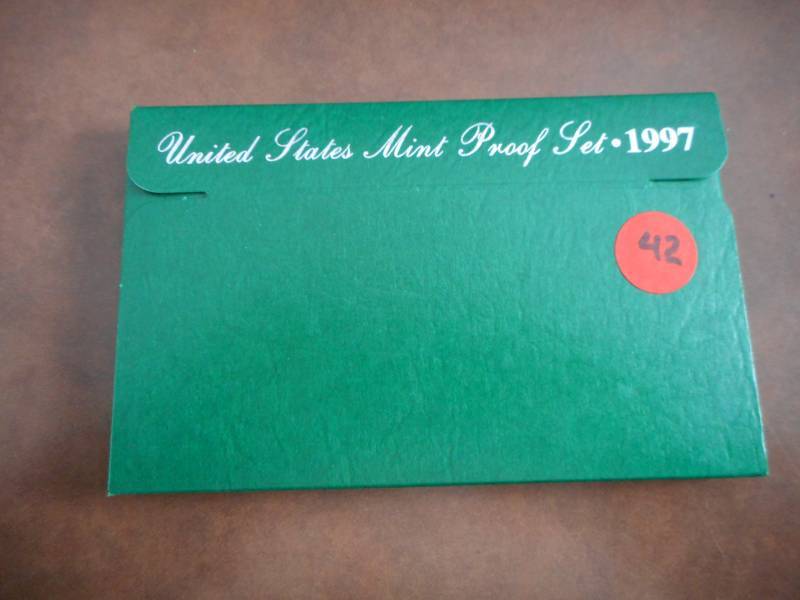 United States Mint Proof Set • 1997
42